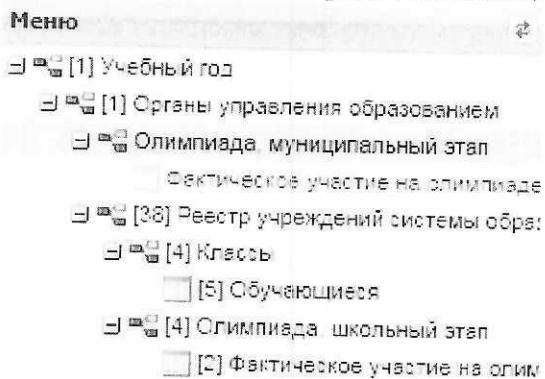 Меню
[1] Учебный год
[1] Органы управления образованием
Олимпиада, муниципальный этап
Фактическое участие на олимпиаде
[38] Реестр учреждений системы обра
[4] Классы
[5] Обучающиеся
[4] Олимпиада, школьный этап
[2] Фактическое участие на олим